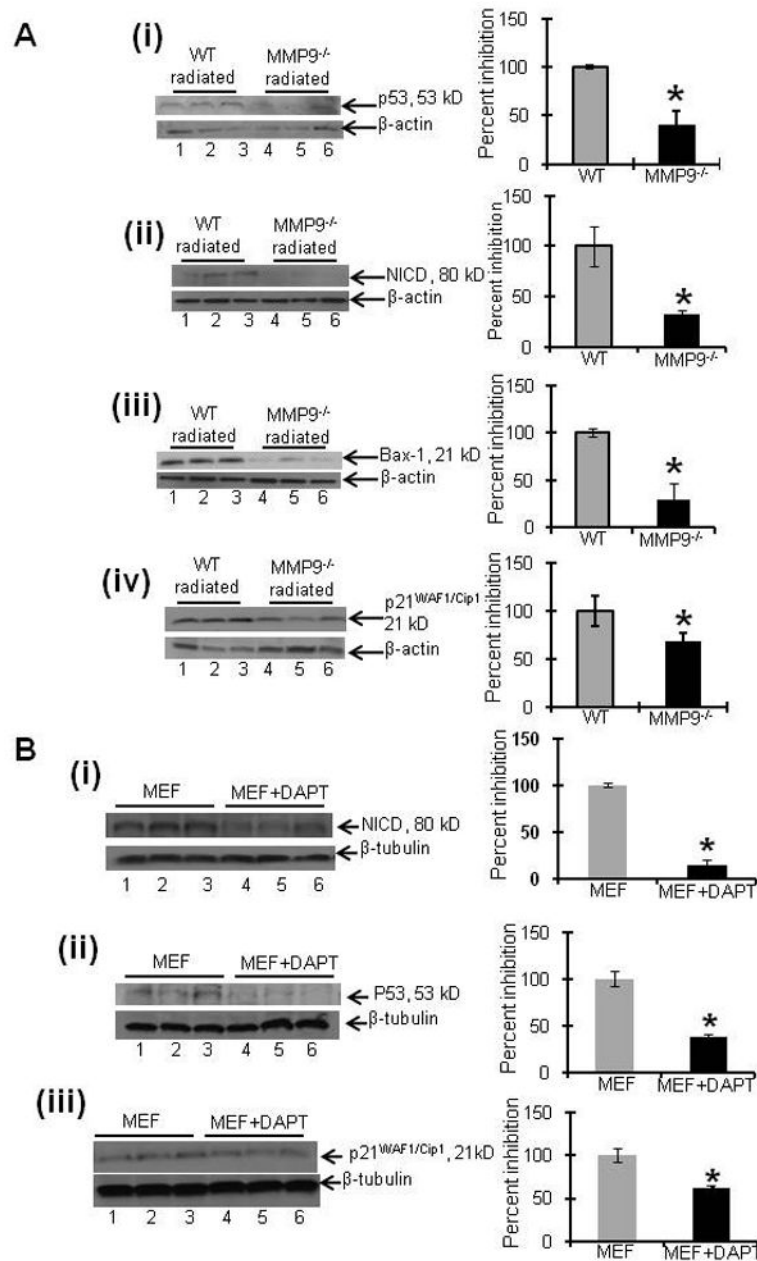 A
(i)
WT radiated
MMP9-/- radiated
p53, 53 kD
β-actin
1 2 3 4 5 6
Percent inhibition
150
100
50
0
*
WT
MMP9-/-
(ii)
WT radiated
MMP9-/- radiated
NICD, 80 kD
β-actin
1 2 3 4 5 6
Percent inhibition
150
100
50
0
*
WT
MMP9-/-
(iii)
WT radiated
MMP9-/- radiated
Bax-1, 21 kD
β-actin
1 2 3 4 5 6
Percent inhibition
150
100
50
0
*
WT
MMP9-/-
(iv)
WT radiated
MMP9-/- radiated
p21WAF1/Cip1
21 kD
β-actin
1 2 3 4 5 6
Percent inhibition
150
100
50
0
*
WT
MMP9-/-
B
(i)
MEF
MEF+DAPT
NICD, 80 kD
β-tubulin
1 2 3 4 5 6
Percent inhibition
150
100
50
0
*
MEF
MEF+DAPT
(ii)
MEF
MEF+DAPT
P53, 53 kD
β-tubulin
1 2 3 4 5 6
Percent inhibition
150
100
50
0
*
MEF
MEF+DAPT
(iii)
MEF
MEF+DAPT
p21WAF1/Cip1, 21kD
β-tubulin
1 2 3 4 5 6
Percent inhibition
150
100
50
0
*
MEF
MEF+DAPT